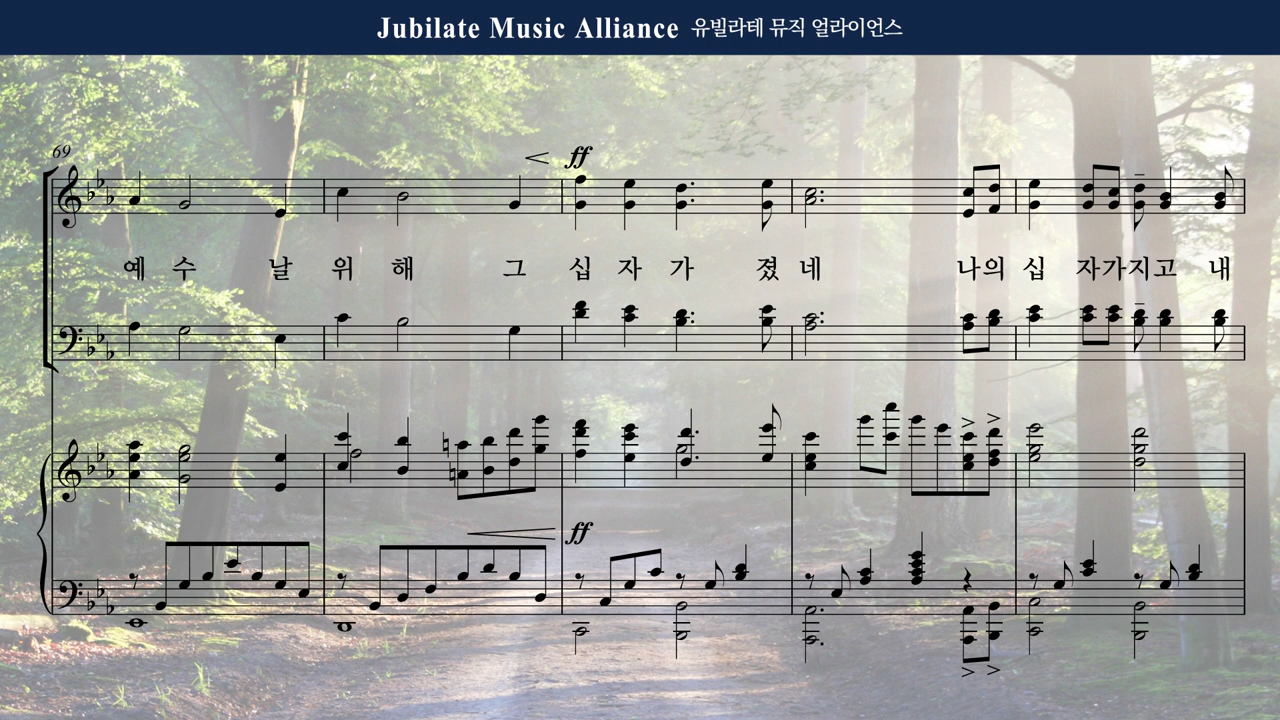 Jubilate Music Alliance 유빌라테 뮤직 얼라이언스
69
ff
예 수 날 위 해 그 십 자 가 졌 네 나의 십 자가지고 내
ff